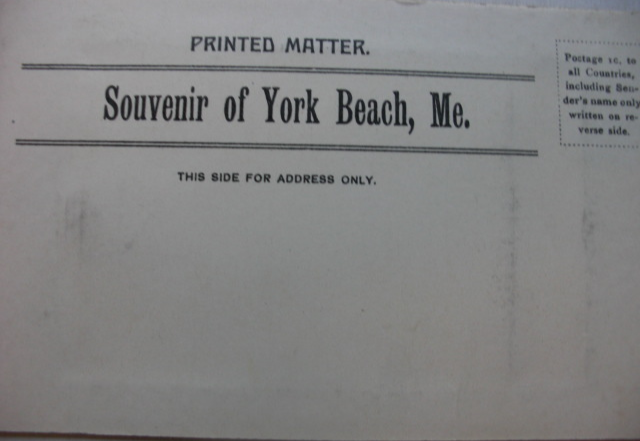 PRINTED MATTER.
Souvenir of York Beach, Me.
THIS SIDE FOR ADDRESS ONLY.
Postage 1c. to
all Countries,
including Sen-
der's name only
written on re-
verse side.